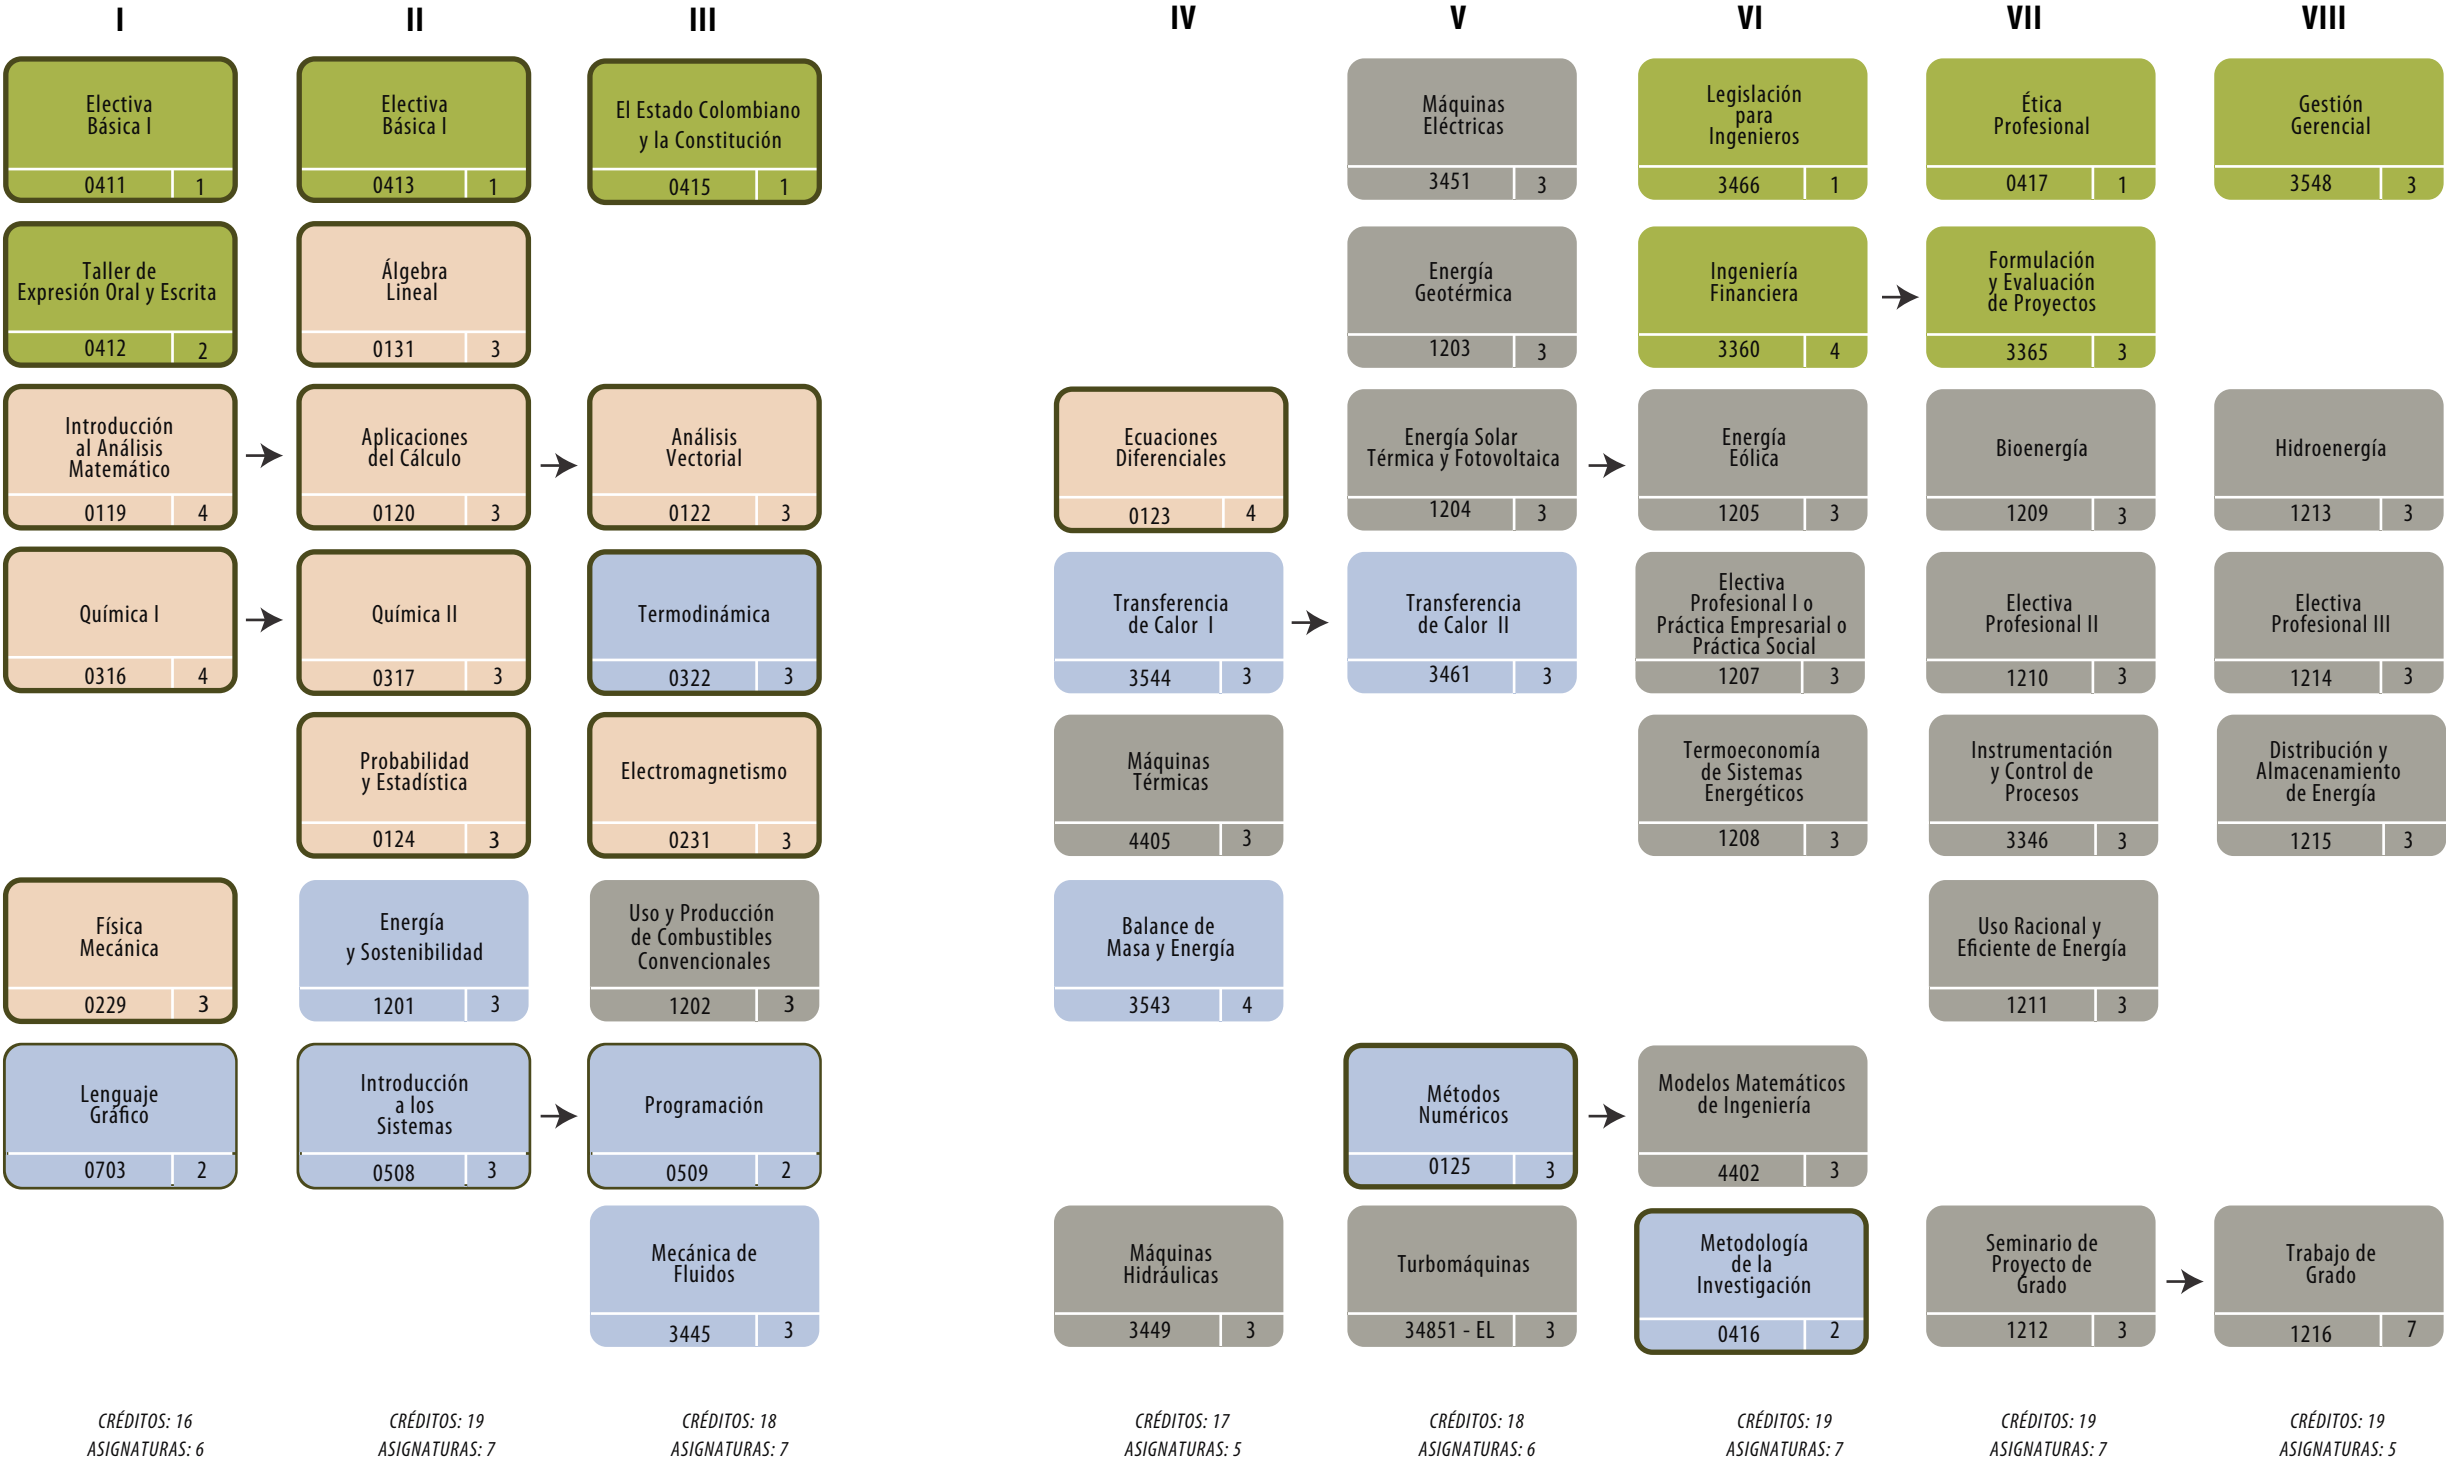 I
II
III
IV
V
VI
VII
VIII
Electiva
Básica I
0411 1
Taller de
Expresión Oral y Escrita
0412 2
Introducción
al Análisis
Matemático
0119 4
Química I
0316 4
Física
Mecánica
0229 3
Lenguaje
Gráfico
0703 2
CRÉDITOS: 16
ASIGNATURAS: 6
Electiva
Básica I
0413 1
Álgebra
Lineal
0131 3
Aplicaciones
del Cálculo
0120 3
Química II
0317 3
Probabilidad
y Estadística
0124 3
Energía
y Sostenibilidad
1201 3
Introducción
a los
Sistemas
0508 3
CRÉDITOS: 19
ASIGNATURAS: 7
El Estado Colombiano
y la Constitución
0415 1
Análisis
Vectorial
0122 3
Termodinámica
0322 3
Electromagnetismo
0231 3
Uso y Producción
de Combustibles
Convencionales
1202 3
Programación
0509 2
Mecánica de
Fluidos
3445 3
CRÉDITOS: 18
ASIGNATURAS: 7
Ecuaciones
Diferenciales
0123 4
Transferencia
de Calor I
3544 3
Máquinas
Térmicas
4405 3
Balance de
Masa y Energía
3543 4
Máquinas
Hidráulicas
3449 3
CRÉDITOS: 17
ASIGNATURAS: 5
Máquinas
Eléctricas
3451 3
Energía
Geotérmica
1203 3
Energía Solar
Térmica y Fotovoltaica
1204 3
Transferencia
de Calor II
3461 3
Métodos
Numéricos
0125 3
Turbomáquinas
34851 - EL 3
CRÉDITOS: 18
ASIGNATURAS: 6
Legislación
para
Ingenieros
3466 1
Ingeniería
Financiera
3360 4
Energía
Eólica
1205 3
Electiva
Profesional I o
Práctica Empresarial o
Práctica Social
1207 3
Termoeconomía
de Sistemas
Energéticos
1208 3
Modelos Matemáticos
de Ingeniería
4402 3
Metodología
de la
Investigación
0416 2
CRÉDITOS: 19
ASIGNATURAS: 7
Ética
Profesional
0417 1
Formulación
y Evaluación
de Proyectos
3365 3
Bioenergía
1209 3
Electiva
Profesional II
1210 3
Instrumentación
y Control de
Procesos
3346 3
Uso Racional y
Eficiente de Energía
1211 3
Seminario de
Proyecto de
Grado
1212 3
CRÉDITOS: 19
ASIGNATURAS: 7
Gestión
Gerencial
3548 3
Hidroenergía
1213 3
Electiva
Profesional III
1214 3
Distribución y
Almacenamiento
de Energía
1215 3
Trabajo de
Grado
1216 7
CRÉDITOS: 19
ASIGNATURAS: 5